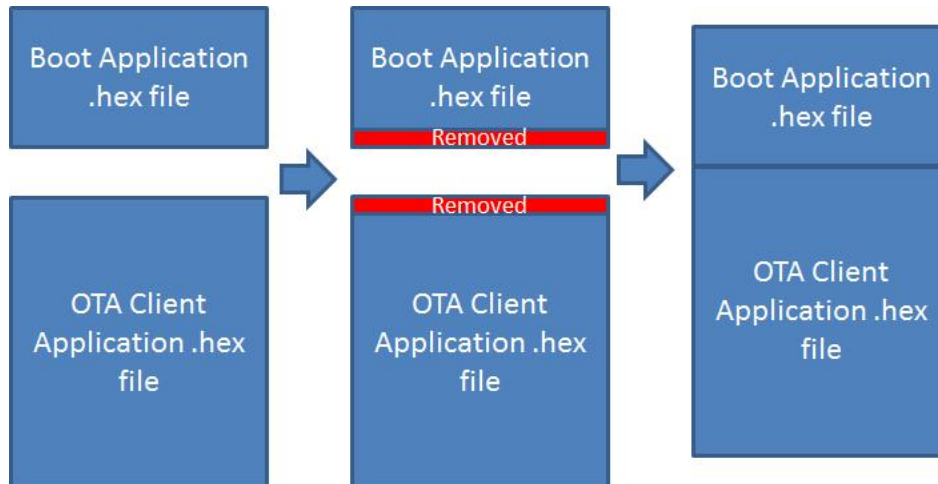 Boot Application
.hex file
OTA Client
Application .hex
file
Boot Application
.hex file
Removed
Removed
OTA Client
Application .hex
file
Boot Application
.hex file
OTA Client
Application .hex
file